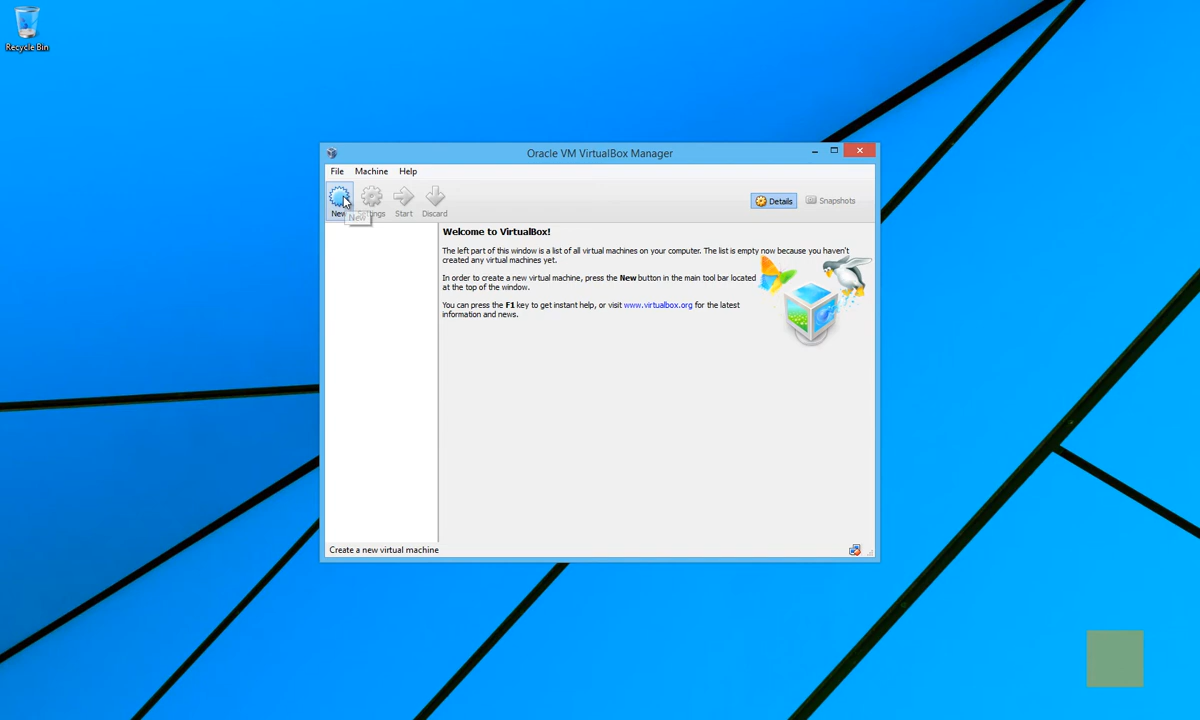 Recycle Bin
Oracle VM VirtualBox Manager
File Machine Help
New Settings Start Discard
New
Details Snapshots
Welcome to VirtualBox!
The left part of this window is a list of all virtual machines on your computer. The list is empty now because you haven't
created any virtual machines yet.
In order to create a new virtual machine, press the New button in the main tool bar located
at the top of the window.
You can press the F1 key to get instant help, or visit www.virtualbox.org for the latest
information and news.
Create a new virtual machine